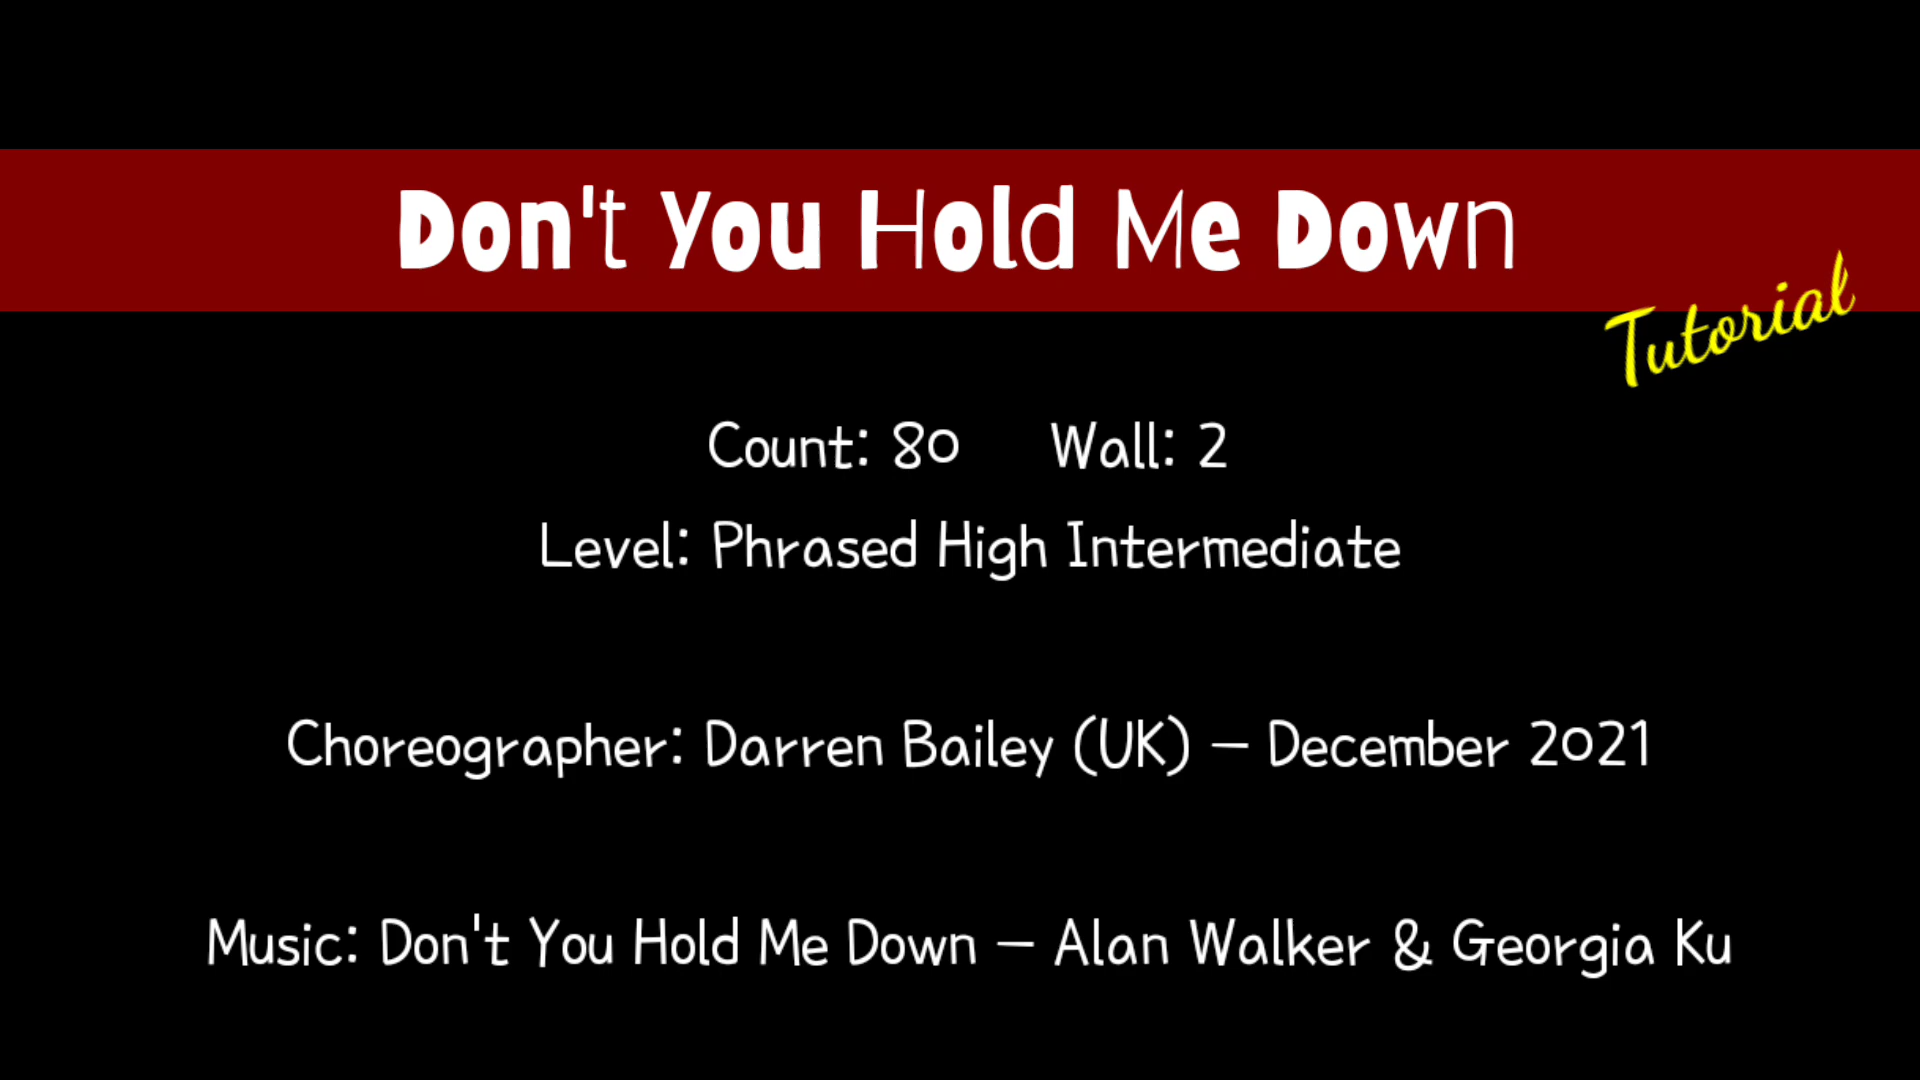 Don't You Hold Me Down
Tutorial
Count: 80 Wall: 2
Level: Phrased High Intermediate
Choreographer: Darren Bailey (UK) – December 2021
Music: Don't You Hold Me Down – Alan Walker & Georgia Ku